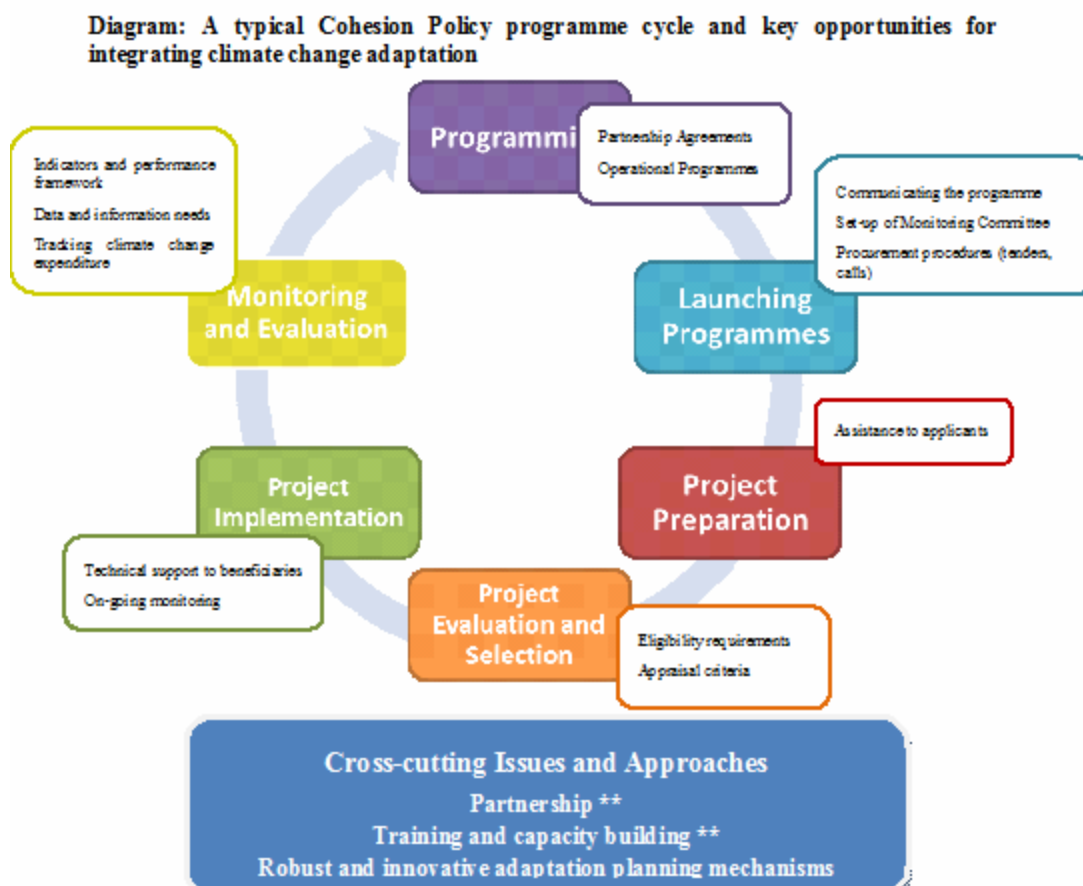 Diagram: A typical Cohesion Policy programme cycle and key opportunities for
integrating climate change adaptation
Programmi
Partnership Agreements
Operational Programmes
Communicating the programme
Set-up of Monitoring Committee
Procurement procedures (tenders,
calls)
Launching
Programmes
Assistance to applicants
Project
Preparation
Project
Evaluation and
Selection
Eligibility requirements
Appraisal criteria
Project
Implementation
Technical support to beneficiaries
On-going monitoring
Indicators and performance
framework
Data and information needs
Tracking climate change
expenditure
Monitoring
and Evaluation
Cross-cutting Issues and Approaches
Partnership **
Training and capacity building **
Robust and innovative adaptation planning mechanisms